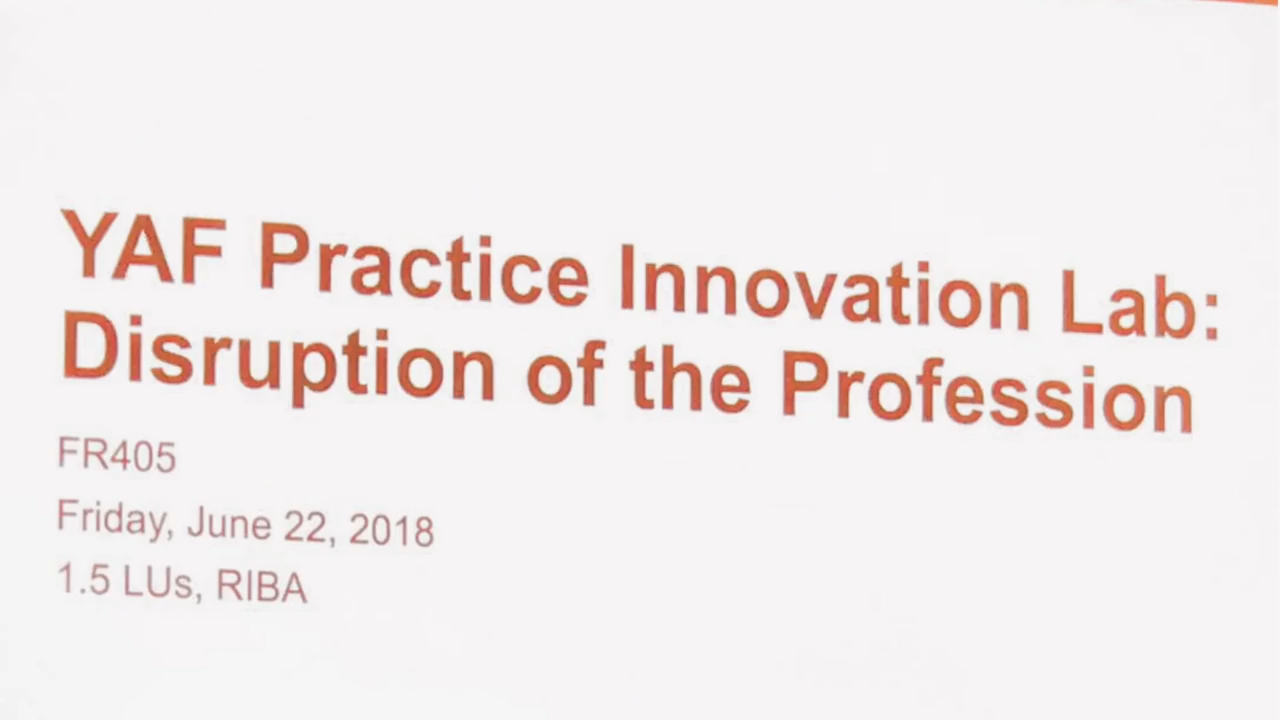 YAF Practice Innovation Lab:
Disruption of the Profession
FR405
Friday, June 22, 2018
1.5 LUs, RIBA